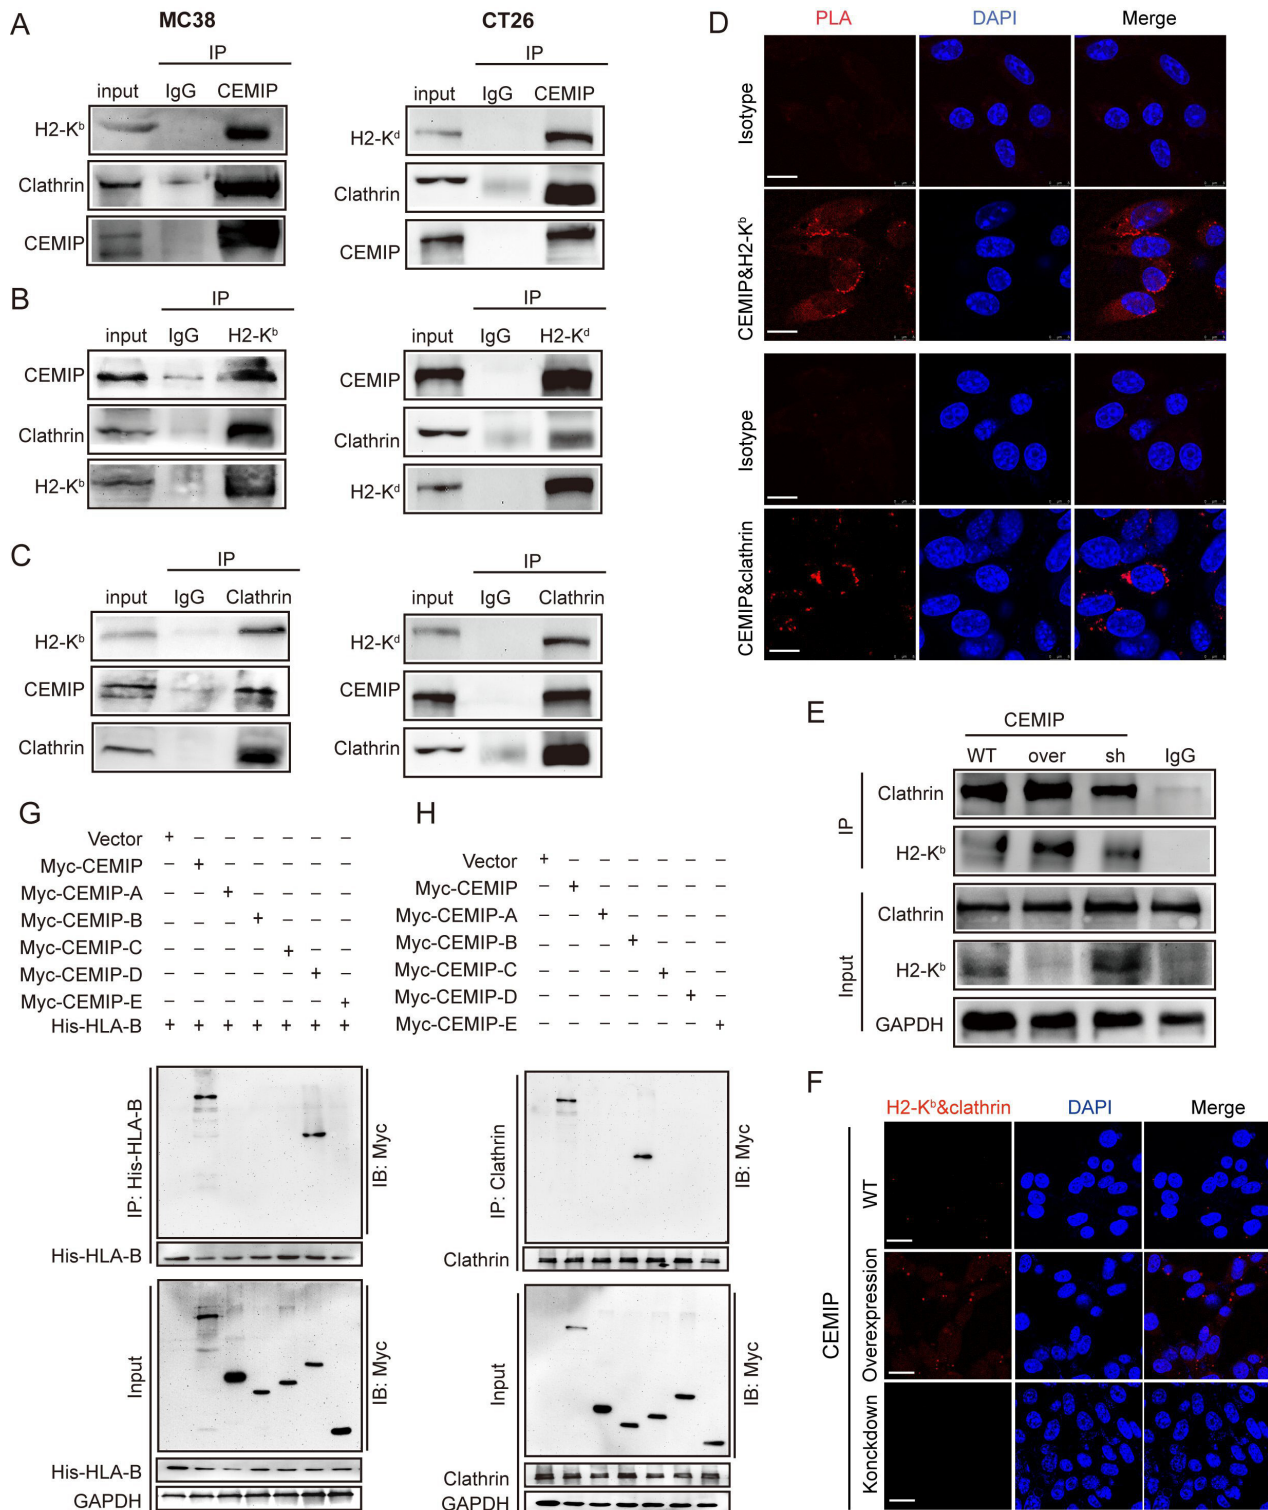 A
MC38
CT26
IP
IP
input IgG CEMIP
input IgG CEMIP
H2-Kᵇ
Clathrin
CEMIP
H2-Kᵈ
Clathrin
CEMIP
B
IP
IP
input IgG H2-Kᵇ
input IgG H2-Kᵈ
CEMIP
Clathrin
H2-Kᵇ
CEMIP
Clathrin
H2-Kᵈ
C
IP
IP
input IgG Clathrin
input IgG Clathrin
H2-Kᵇ
CEMIP
Clathrin
H2-Kᵈ
CEMIP
Clathrin
D
PLA DAPI Merge
Isotype
CEMIP&H2-Kᵇ
Isotype
CEMIP&clathrin
E
CEMIP
WT over sh IgG
IP
Clathrin
H2-Kᵇ
Input
Clathrin
H2-Kᵇ
GAPDH
F
H2-Kᵇ&clathrin DAPI Merge
CEMIP
WT
Overexpression
Konckdown
G
Vector + − − − − − −
Myc-CEMIP − + − − − − −
Myc-CEMIP-A − − + − − − −
Myc-CEMIP-B − − − + − − −
Myc-CEMIP-C − − − − + − −
Myc-CEMIP-D − − − − − + −
Myc-CEMIP-E − − − − − − +
His-HLA-B + + + + + + +
IP: His-HLA-B
IB: Myc
His-HLA-B
Input
IB: Myc
His-HLA-B
GAPDH
H
Vector + − − − − − −
Myc-CEMIP − + − − − − −
Myc-CEMIP-A − − + − − − −
Myc-CEMIP-B − − − + − − −
Myc-CEMIP-C − − − − + − −
Myc-CEMIP-D − − − − − + −
Myc-CEMIP-E − − − − − − +
IP: Clathrin
IB: Myc
Clathrin
Input
IB: Myc
Clathrin
GAPDH